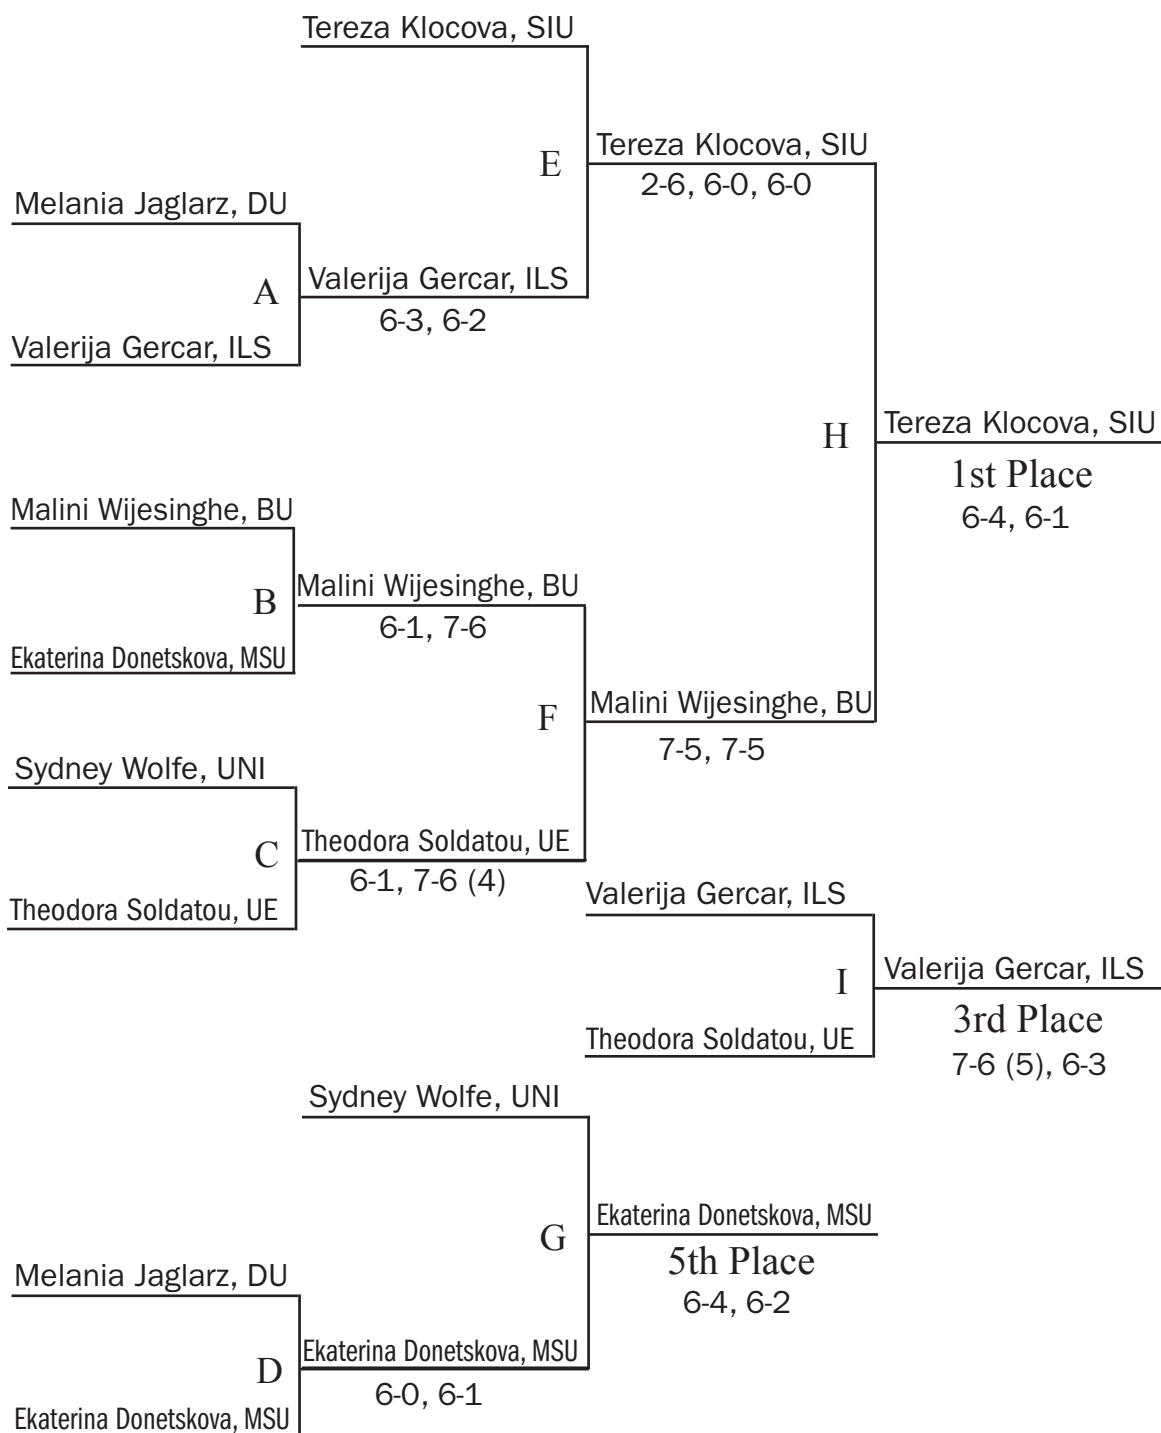 Tereza Klocova, SIU
E
Tereza Klocova, SIU
2-6, 6-0, 6-0
Melania Jaglarz, DU
A
Valerija Gercar, ILS
6-3, 6-2
Valerija Gercar, ILS
H
Tereza Klocova, SIU
1st Place
6-4, 6-1
Malini Wijesinghe, BU
B
Malini Wijesinghe, BU
6-1, 7-6
Ekaterina Donetskova, MSU
F
Malini Wijesinghe, BU
7-5, 7-5
Sydney Wolfe, UNI
C
Theodora Soldatou, UE
6-1, 7-6 (4)
Theodora Soldatou, UE
Valerija Gercar, ILS
I
Valerija Gercar, ILS
3rd Place
7-6 (5), 6-3
Theodora Soldatou, UE
Sydney Wolfe, UNI
G
Ekaterina Donetskova, MSU
5th Place
6-4, 6-2
Melania Jaglarz, DU
D
Ekaterina Donetskova, MSU
6-0, 6-1
Ekaterina Donetskova, MSU